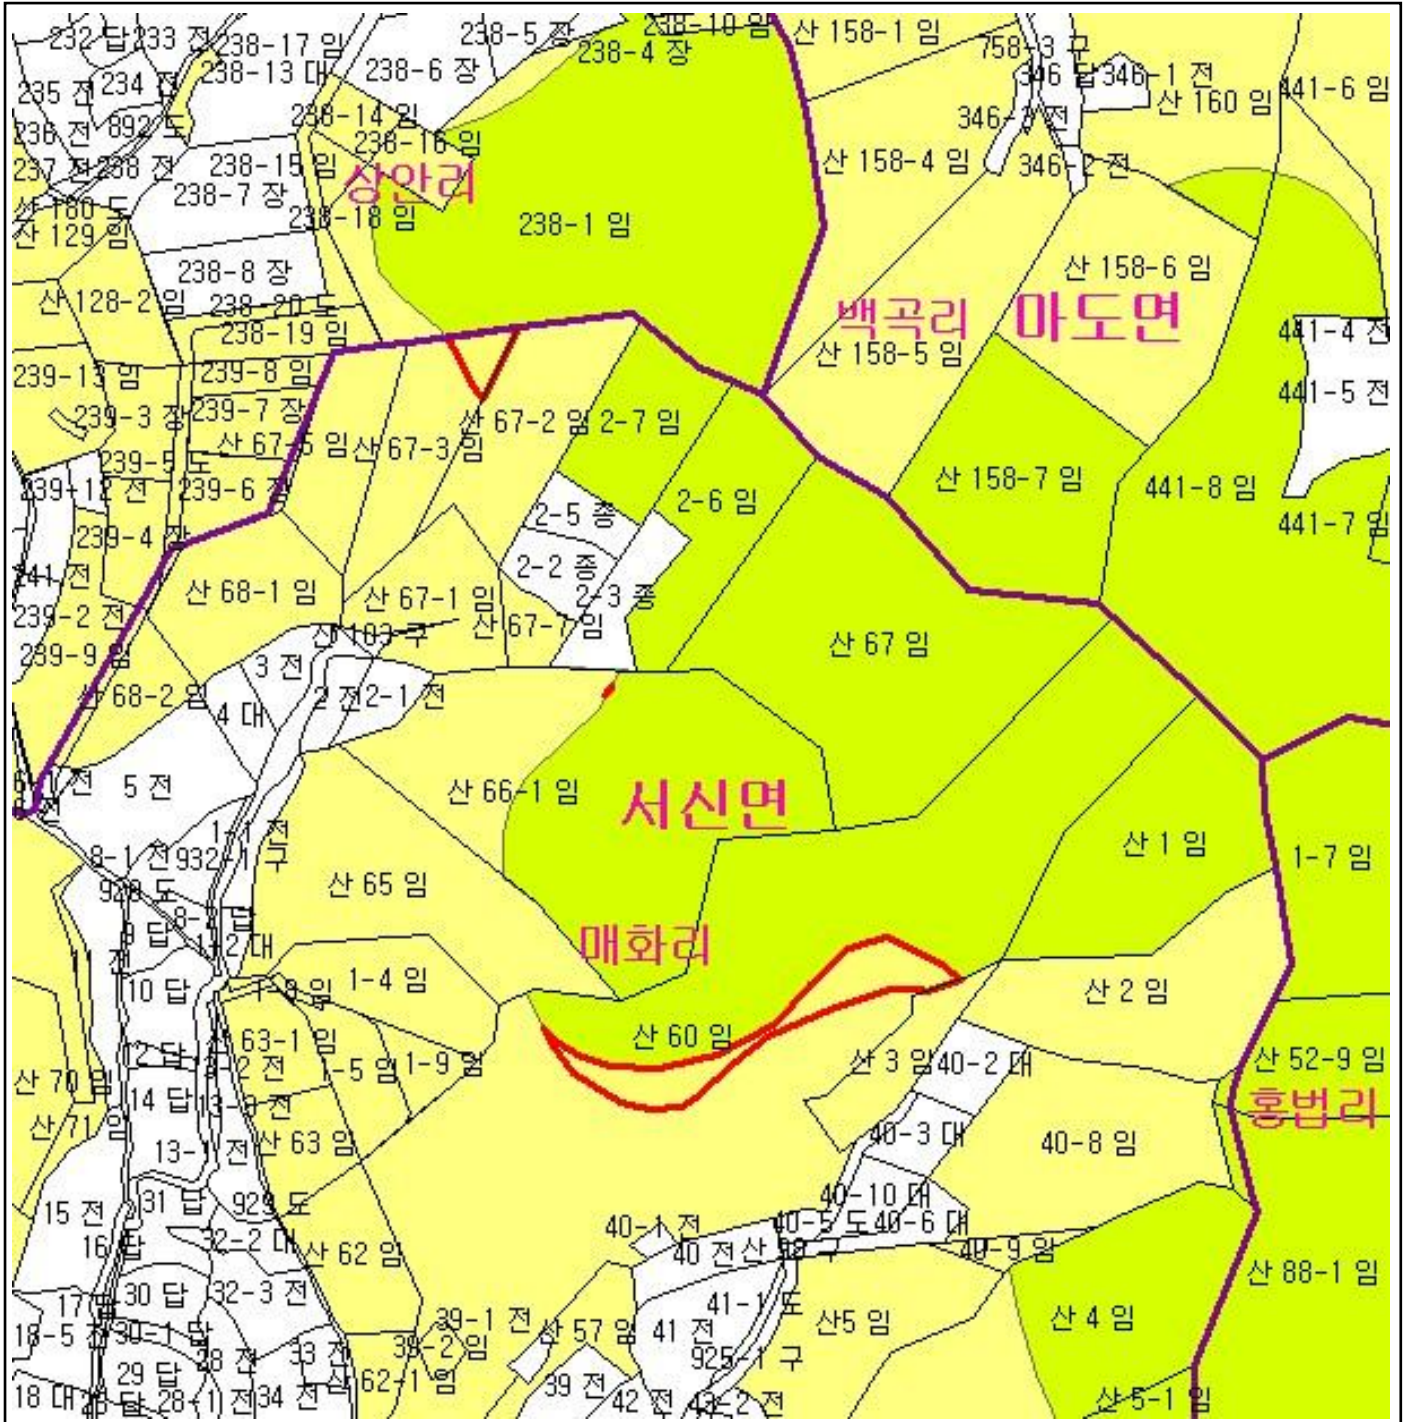 232 답
233 전
238-17 임
238-5 장
238-10 임
238-4 장
산 158-1 임
758-3 구
235 전
234 전
238-13 대
238-6 장
346 답
346-1 전
산 160 임
441-6 임
236 전
892 도
238-14 임
238-16 임
346-3 전
237 전
238 전
238-15 임
238-7 장
상안리
산 158-4 임
346-2 전
산 180 도
산 129 임
238-18 임
238-1 임
238-8 장
산 158-6 임
산 128-2 임
238-20 도
238-19 임
백곡리
마도면
441-4 전
239-13 임
239-8 임
산 158-5 임
441-5 전
239-3 장
239-7 장
산 67-5 임
산 67-3 임
산 67-2 임
2-7 임
239-5 도
239-12 전
239-6 장
2-5 종
2-6 임
산 158-7 임
441-8 임
441-7 임
239-4 장
241 전
산 68-1 임
2-2 종
산 67-1 임
2-3 종
239-2 전
산 67-7 임
산 103 구
산 67 임
239-9 임
3 전
산 68-2 임
4 대
2 전
2-1 전
5 전
산 66-1 임
서신면
1-1 전
8-1 전
932-1 구
산 1 임
1-7 임
928 도
산 65 임
9 답
1-2 대
매화리
11 전
10 답
1-4 임
산 2 임
산 63-1 임
산 60 임
산 3 임
40-2 대
산 52-9 임
산 70 임
1-9 임
14 답
산 71 임
40-3 대
40-8 임
홍법리
13-1 전
산 63 임
15 전
31 답
929 도
40-10 대
16 답
32-2 대
산 62 임
40-1 전
40 전
40-5 도
40-6 대
40-9 임
산 88-1 임
30 답
32-3 전
41-1 도
39-1 전
산 57 임
41 전
산5 임
산 4 임
18-5 전
30-1 답
28 전
33 전
39-2 임
925-1 구
29 답
산 62-1 임
18 대
28-1 전
34 전
39 전
42 전
42-2 전
산 5-1 임